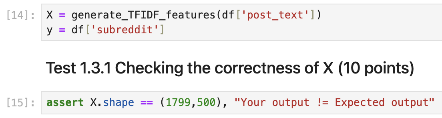 [14]: X = generate_TFIDF_features(df['post_text'])
y = df['subreddit']
Test 1.3.1 Checking the correctness of X (10 points)
[15]: assert X.shape == (1799,500), "Your output != Expected output"